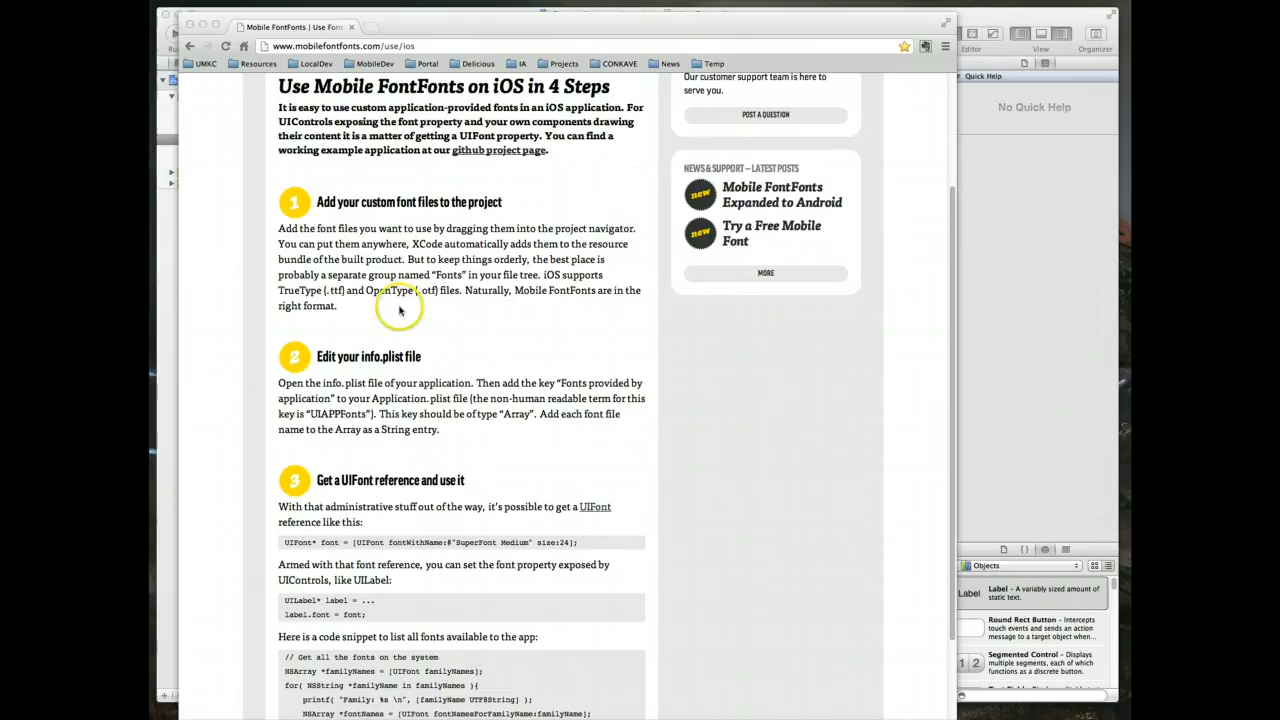 Mobile FontFonts | Use Font
www.mobilefontfonts.com/use/ios
UMKC Resources LocalDev MobileDev Portal Delicious IA Projects CONKAVE News Temp
Use Mobile FontFonts on iOS in 4 Steps
It is easy to use custom application-provided fonts in an iOS application. For
UIControls exposing the font property and your own components drawing
their content it is a matter of getting a UIFont property. You can find a
working example application at our github project page.
1 Add your custom font files to the project
Add the font files you want to use by dragging them into the project navigator.
You can put them anywhere, XCode automatically adds them to the resource
bundle of the built product. But to keep things orderly, the best place is
probably a separate group named “Fonts” in your file tree. iOS supports
TrueType (.ttf) and OpenType (.otf) files. Naturally, Mobile FontFonts are in the
right format.
2 Edit your info.plist file
Open the info.plist file of your application. Then add the key “Fonts provided by
application” to your Application.plist file (the non-human readable term for this
key is “UIAPPFonts”). This key should be of type “Array”. Add each font file
name to the Array as a String entry.
3 Get a UIFont reference and use it
With that administrative stuff out of the way, it’s possible to get a UIFont
reference like this:
UIFont* font = [UIFont fontWithName:@"SuperFont Medium" size:24];
Armed with that font reference, you can set the font property exposed by
UIControls, like UILabel:
UILabel* label = ...
label.font = font;
Here is a code snippet to list all fonts available to the app:
// Get all the fonts on the system
NSArray *familyNames = [UIFont familyNames];
for( NSString *familyName in familyNames ){
printf( "Family: %s \n", [familyName UTF8String] );
NSArray *fontNames = [UIFont fontNamesForFamilyName:familyName];
Our customer support team is here to
serve you.
POST A QUESTION
NEWS & SUPPORT – LATEST POSTS
new Mobile FontFonts
Expanded to Android
new Try a Free Mobile
Font
MORE
Editor View Organizer
Quick Help
No Quick Help
Objects
Label Label – A variably sized amount of
static text.
Round Rect Button – Intercepts
touch events and sends an action
message to a target object when...
1 2 Segmented Control – Displays
multiple segments, each of which
functions as a discrete button.